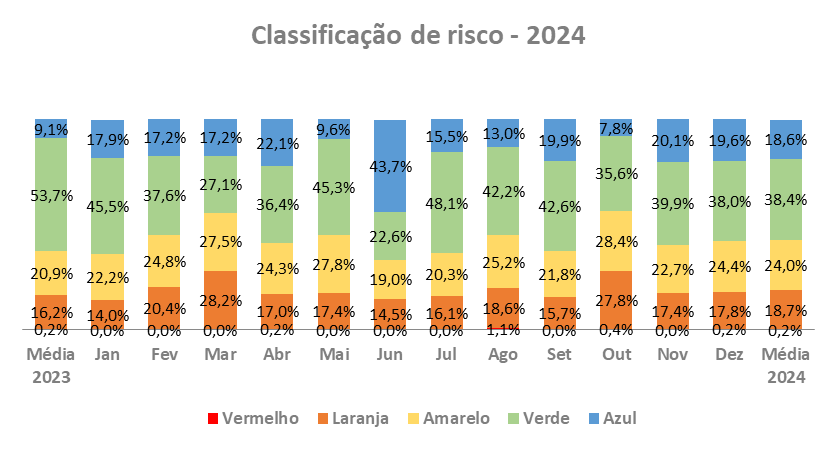 Classificação de risco - 2024
9,1% 17,9% 17,2% 17,2% 22,1% 9,6% 43,7% 15,5% 13,0% 19,9% 7,8% 20,1% 19,6% 18,6%
53,7% 45,5% 37,6% 27,1% 36,4% 45,3% 22,6% 48,1% 42,2% 42,6% 35,6% 39,9% 38,0% 38,4%
20,9% 22,2% 24,8% 27,5% 24,3% 27,8% 19,0% 20,3% 25,2% 21,8% 28,4% 22,7% 24,4% 24,0%
16,2% 14,0% 20,4% 28,2% 17,0% 17,4% 14,5% 16,1% 18,6% 15,7% 27,8% 17,4% 17,8% 18,7%
0,2% 0,0% 0,0% 0,0% 0,2% 0,0% 0,0% 0,0% 1,1% 0,0% 0,4% 0,0% 0,2% 0,2%
Média Jan Fev Mar Abr Mai Jun Jul Ago Set Out Nov Dez Média
2023 2024
Vermelho Laranja Amarelo Verde Azul